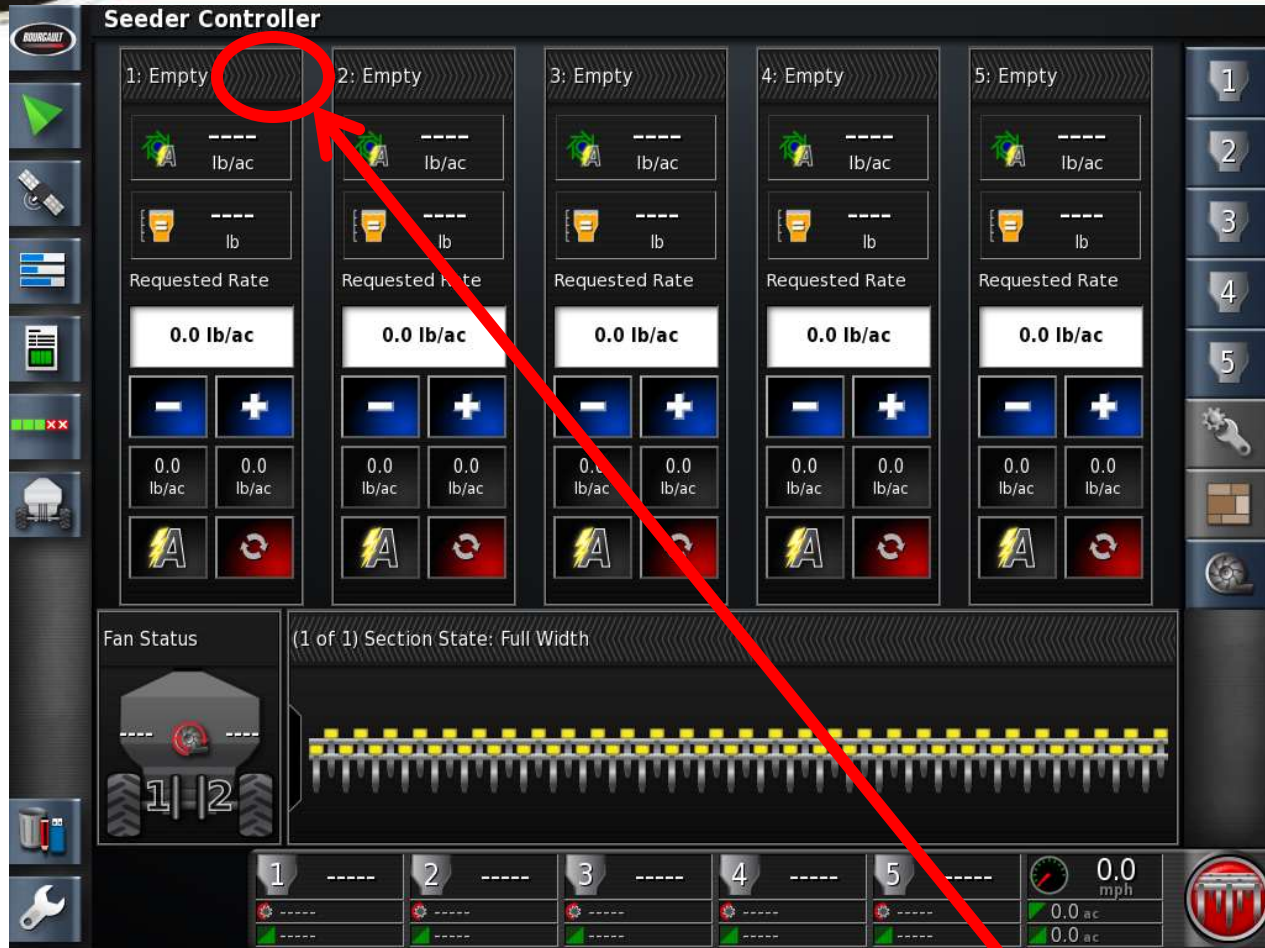 Seeder Controller
BOURGAULT
1: Empty 2: Empty 3: Empty 4: Empty 5: Empty
---- ---- ---- ---- ----
lb/ac lb/ac lb/ac lb/ac lb/ac
---- ---- ---- ---- ----
lb lb lb lb lb
Requested Rate Requested Rate Requested Rate Requested Rate Requested Rate
0.0 lb/ac 0.0 lb/ac 0.0 lb/ac 0.0 lb/ac 0.0 lb/ac
0.0 0.0 0.0 0.0 0.0 0.0 0.0 0.0 0.0 0.0
lb/ac lb/ac lb/ac lb/ac lb/ac lb/ac lb/ac lb/ac lb/ac lb/ac
A A A A A
1
2
3
4
5
Fan Status (1 of 1) Section State: Full Width
---- ----
1 2
1 ----- 2 ----- 3 ----- 4 ----- 5 ----- 0.0
mph
----- ----- ----- ----- ----- 0.0 ac
----- ----- ----- ----- ----- 0.0 ac